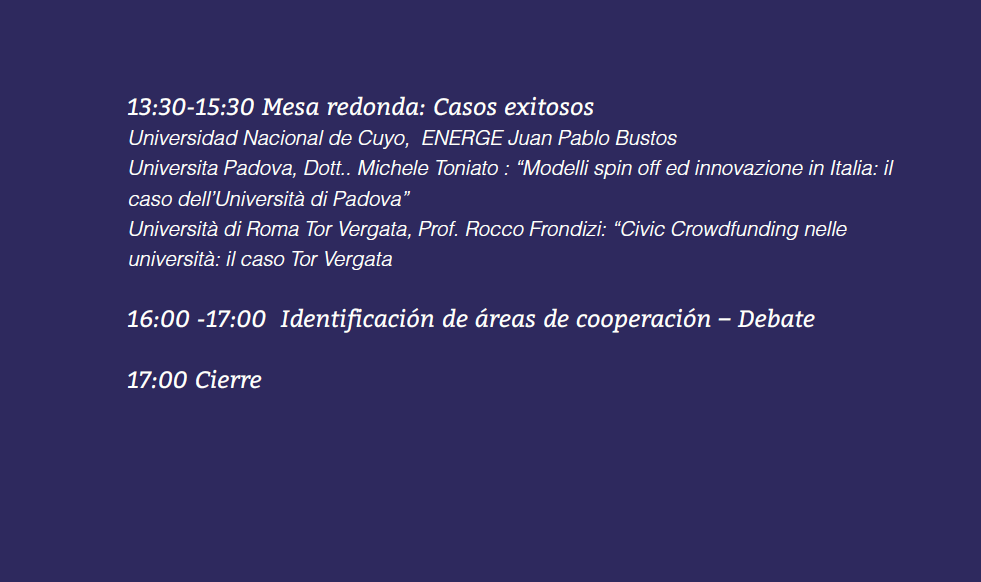 13:30-15:30 Mesa redonda: Casos exitosos
Universidad Nacional de Cuyo,  ENERGE Juan Pablo Bustos
Universita Padova, Dott.. Michele Toniato : “Modelli spin off ed innovazione in Italia: il
caso dell’Università di Padova”
Università di Roma Tor Vergata, Prof. Rocco Frondizi: “Civic Crowdfunding nelle
università: il caso Tor Vergata
16:00 -17:00  Identificación de áreas de cooperación – Debate
17:00 Cierre